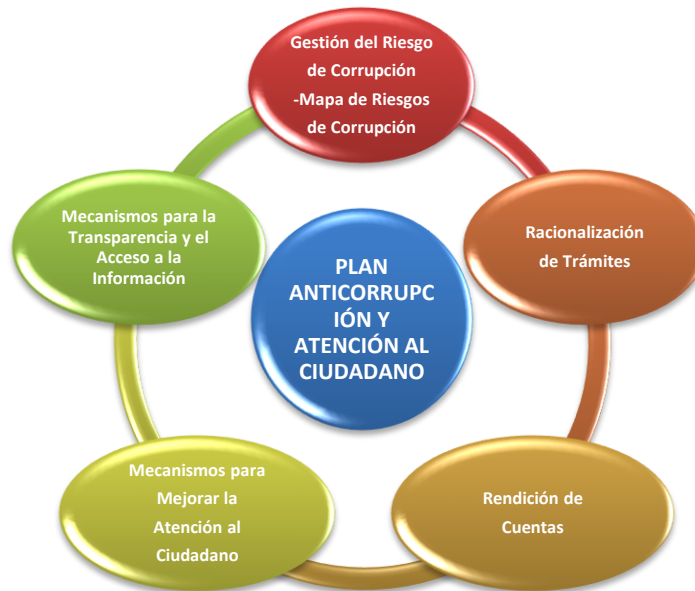 Gestión del Riesgo
de Corrupción
-Mapa de Riesgos
de Corrupción
Racionalización
de Trámites
Rendición de
Cuentas
Mecanismos para
Mejorar la
Atención al
Ciudadano
Mecanismos para la
Transparencia y el
Acceso a la
Información
PLAN
ANTICORRUPC
IÓN Y
ATENCIÓN AL
CIUDADANO